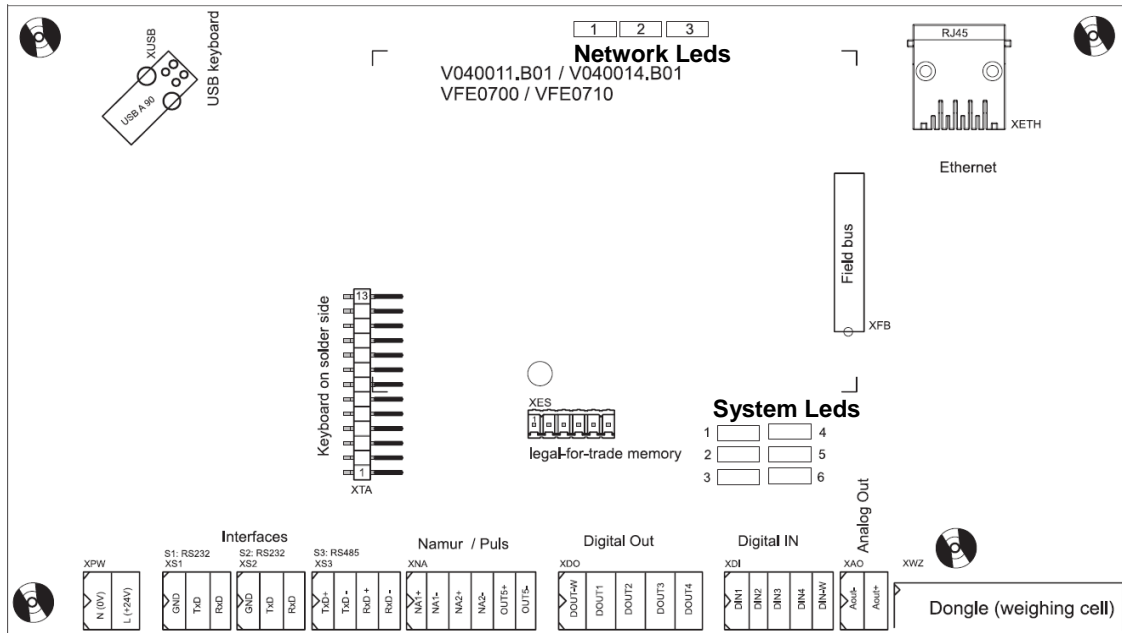 1 2 3
Network Leds
V040011.B01 / V040014.B01
VFE0700 / VFE0710
XUSB
USB A 90
USB keyboard
RJ45
XETH
Ethernet
Field bus
XFB
Keyboard on solder side
13
1
XTA
XES
1
legal-for-trade memory
System Leds
1 4
2 5
3 6
Interfaces
Namur / Puls
Digital Out
Digital IN
Analog Out
XPW
N (0V)
L (+24V)
S1: RS232
XS1
GND
TxD
RxD
S2: RS232
XS2
GND
TxD
RxD
S3: RS485
XS3
TxD+
TxD -
RxD +
RxD -
XNA
NA1+
NA1-
NA2+
NA2-
OUT5+
OUT5-
XDO
DOUT-W
DOUT1
DOUT2
DOUT3
DOUT4
XDI
DIN1
DIN2
DIN3
DIN4
DIN-W
XAO
Aout-
Aout+
XWZ
Dongle (weighing cell)